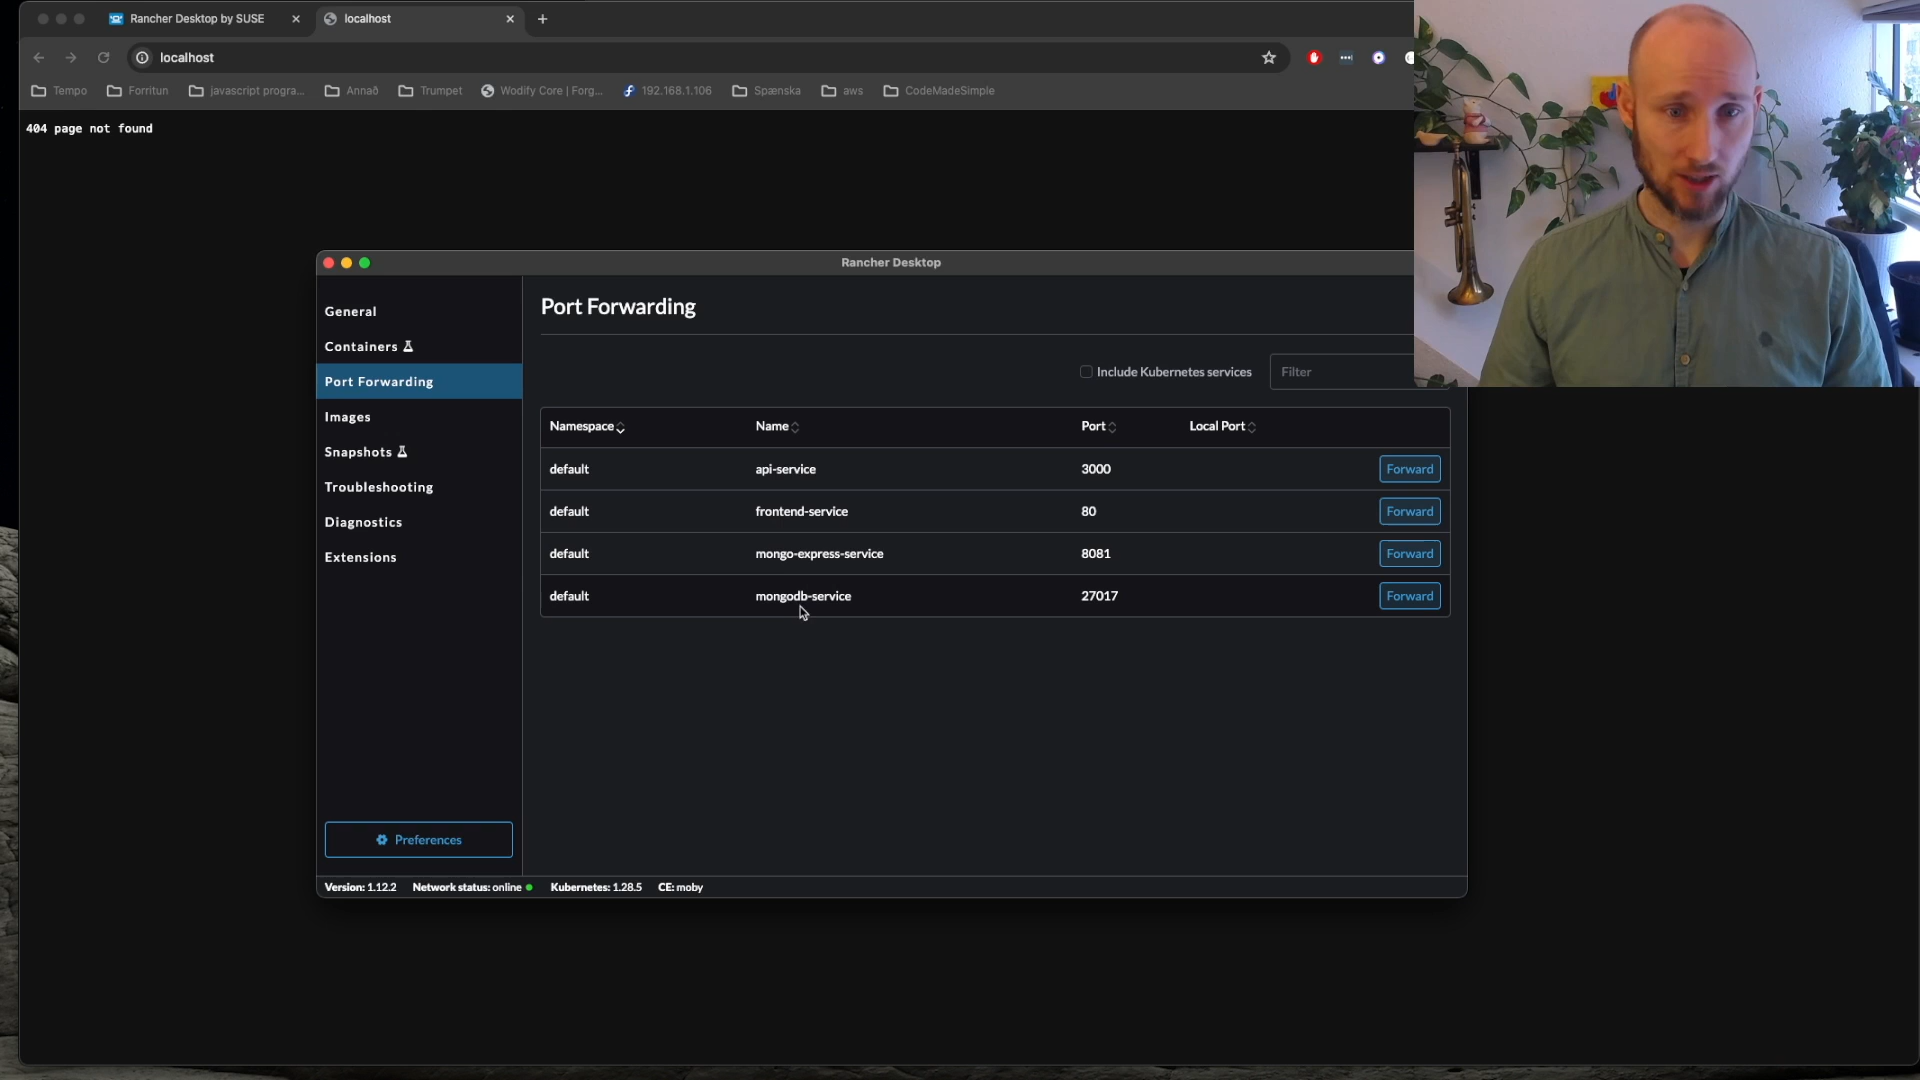 Rancher Desktop by SUSE
localhost
localhost
Tempo
Forritun
javascript progra...
Annað
Trumpet
Wodify Core | Forg...
192.168.1.106
Spænska
aws
CodeMadeSimple
404 page not found
Rancher Desktop
General
Containers
Port Forwarding
Images
Snapshots
Troubleshooting
Diagnostics
Extensions
Preferences
Port Forwarding
Include Kubernetes services
Filter
Namespace Name Port Local Port
default api-service 3000 Forward
default frontend-service 80 Forward
default mongo-express-service 8081 Forward
default mongodb-service 27017 Forward
Version: 1.12.2 Network status: online Kubernetes: 1.28.5 CE: moby